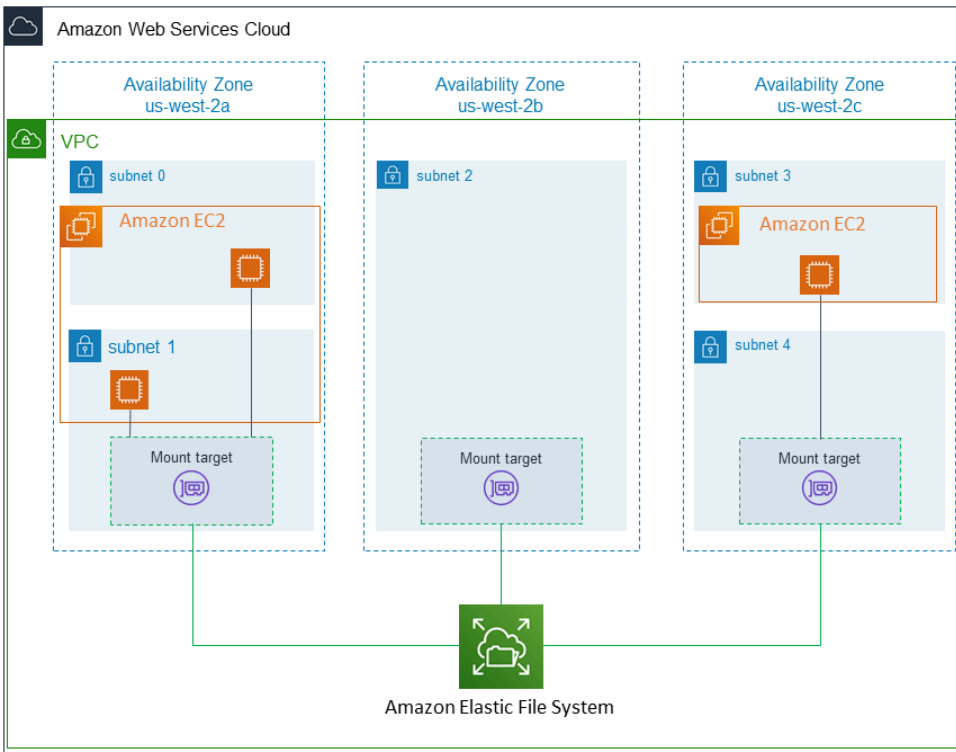 Amazon Web Services Cloud
Availability Zone
us-west-2a
Availability Zone
us-west-2b
Availability Zone
us-west-2c
VPC
subnet 0
subnet 2
subnet 3
Amazon EC2
Amazon EC2
subnet 1
subnet 4
Mount target
Mount target
Mount target
Amazon Elastic File System